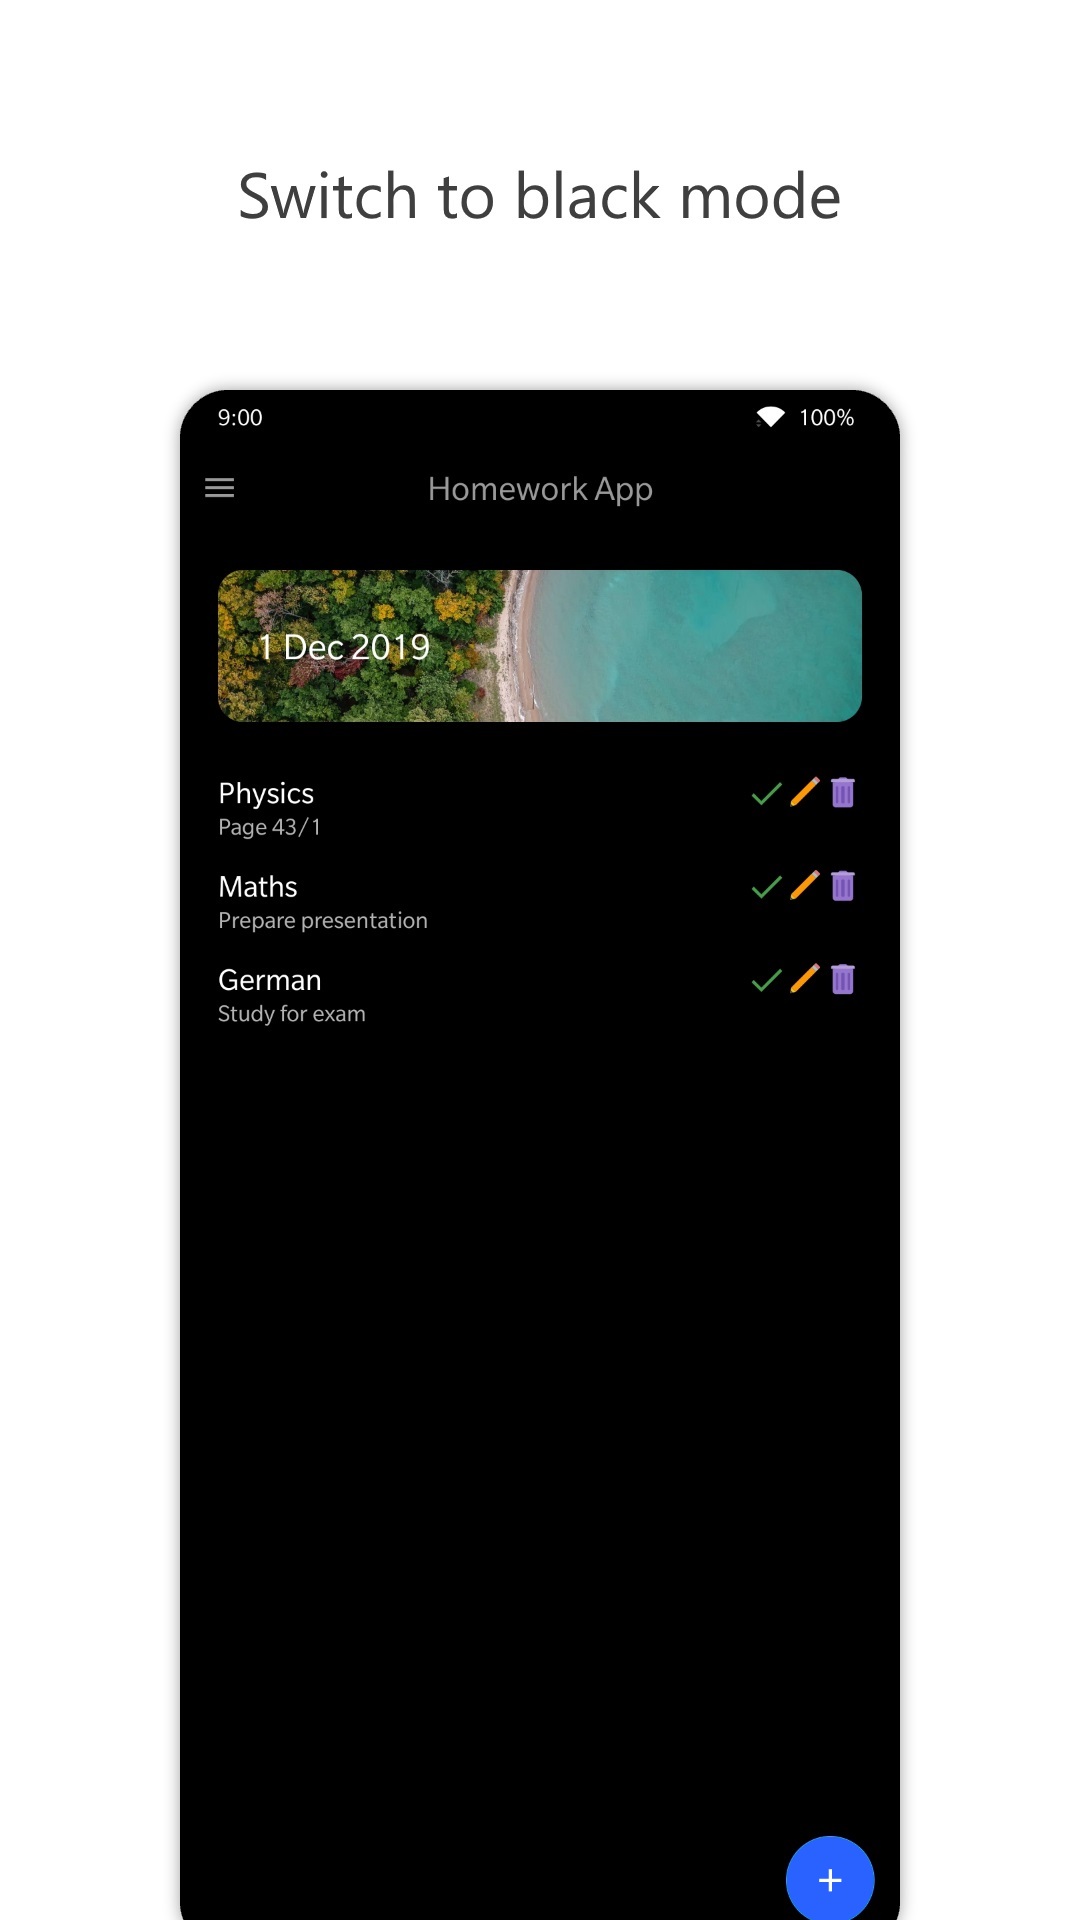 Switch to black mode
9:00 100%
Homework App
1 Dec 2019
Physics
Page 43/1
Maths
Prepare presentation
German
Study for exam
+